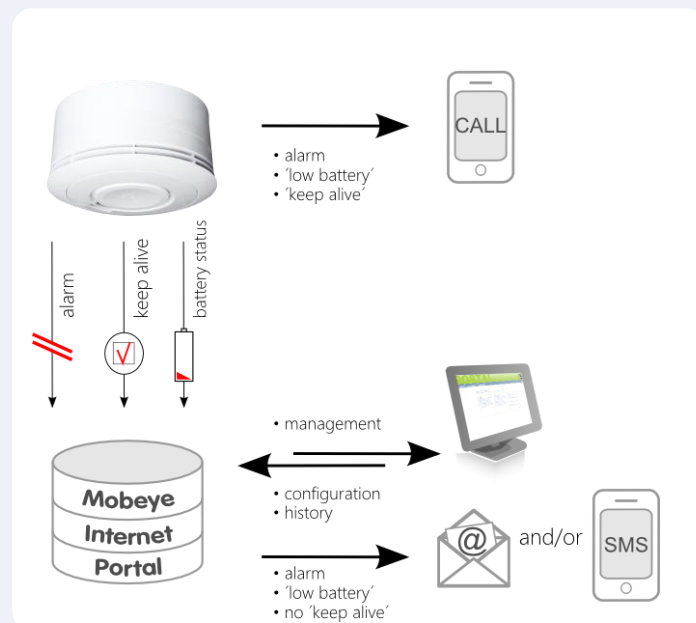 CALL
• alarm
• ´low battery´
• ´keep alive´
alarm
keep alive
battery status
• management
• configuration
• history
Mobeye
Internet
Portal
@
and/or
SMS
• alarm
• ´low battery´
• no ´keep alive´